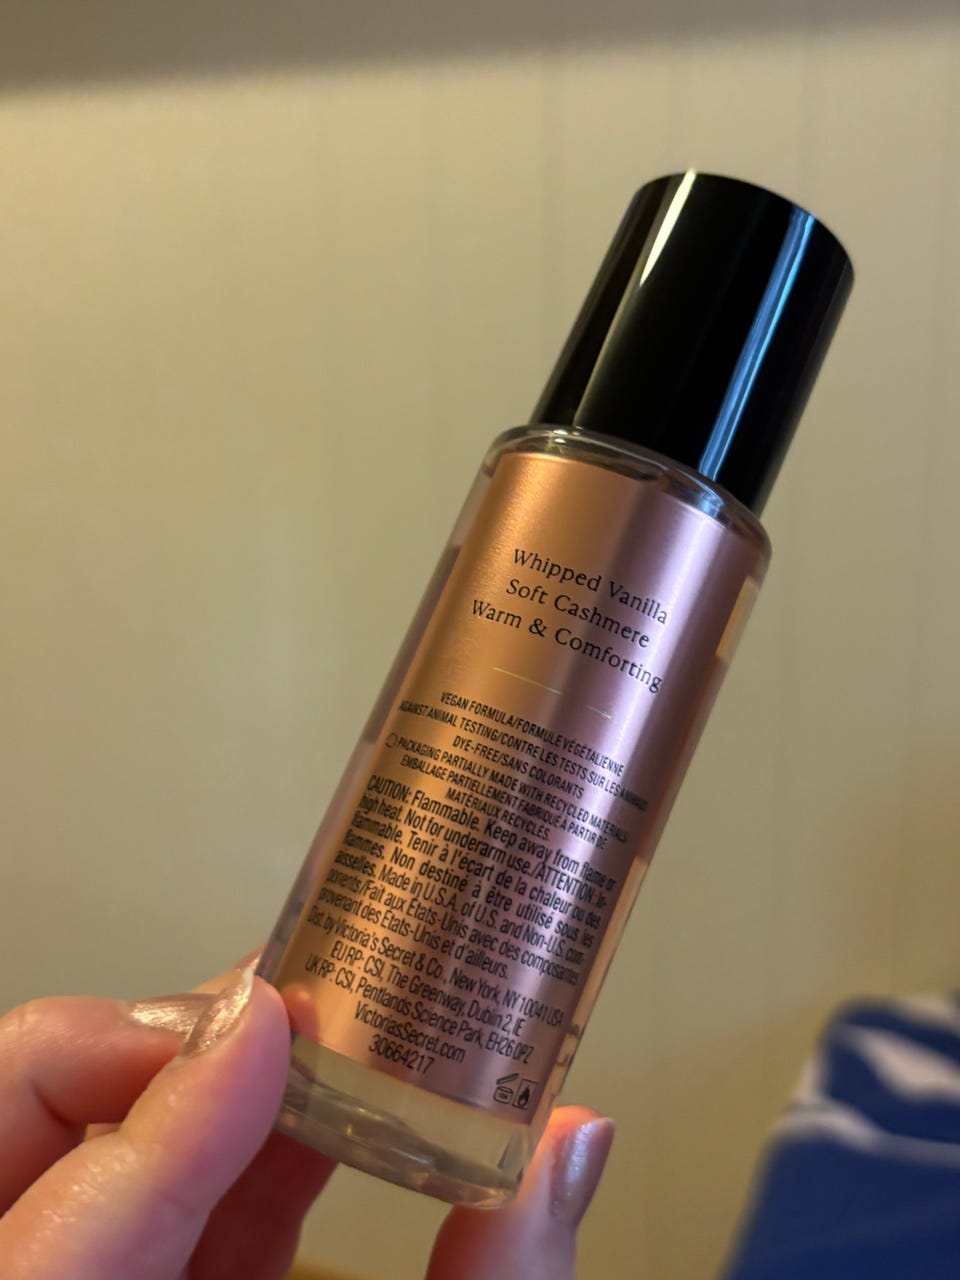 Whipped Vanilla
Soft Cashmere
Warm & Comforting
VEGAN FORMULA/FORMULE VÉGÉTALIENNE
AGAINST ANIMAL TESTING/CONTRE LES TESTS SUR LES ANIMAUX
DYE-FREE/SANS COLORANTS
PACKAGING PARTIALLY MADE WITH RECYCLED MATERIALS/
EMBALLAGE PARTIELLEMENT FABRIQUÉ À PARTIR DE
MATÉRIAUX RECYCLÉS.
CAUTION: Flammable. Keep away from flame or
high heat. Not for underarm use./ATTENTION: In-
flammable. Tenir à l'écart de la chaleur ou des
flammes. Non destiné à être utilisé sous les
aisselles. Made in U.S.A. of U.S. and Non-U.S. com-
ponents/Fait aux États-Unis avec des composantes
provenant des États-Unis et d'ailleurs.
Dist. by Victoria's Secret & Co., New York, NY 10041 USA
EU RP: CSI, The Greenway, Dublin 2, IE
UK RP: CSI, Pentlands Science Park, EH26 0PZ
VictoriasSecret.com
30664217